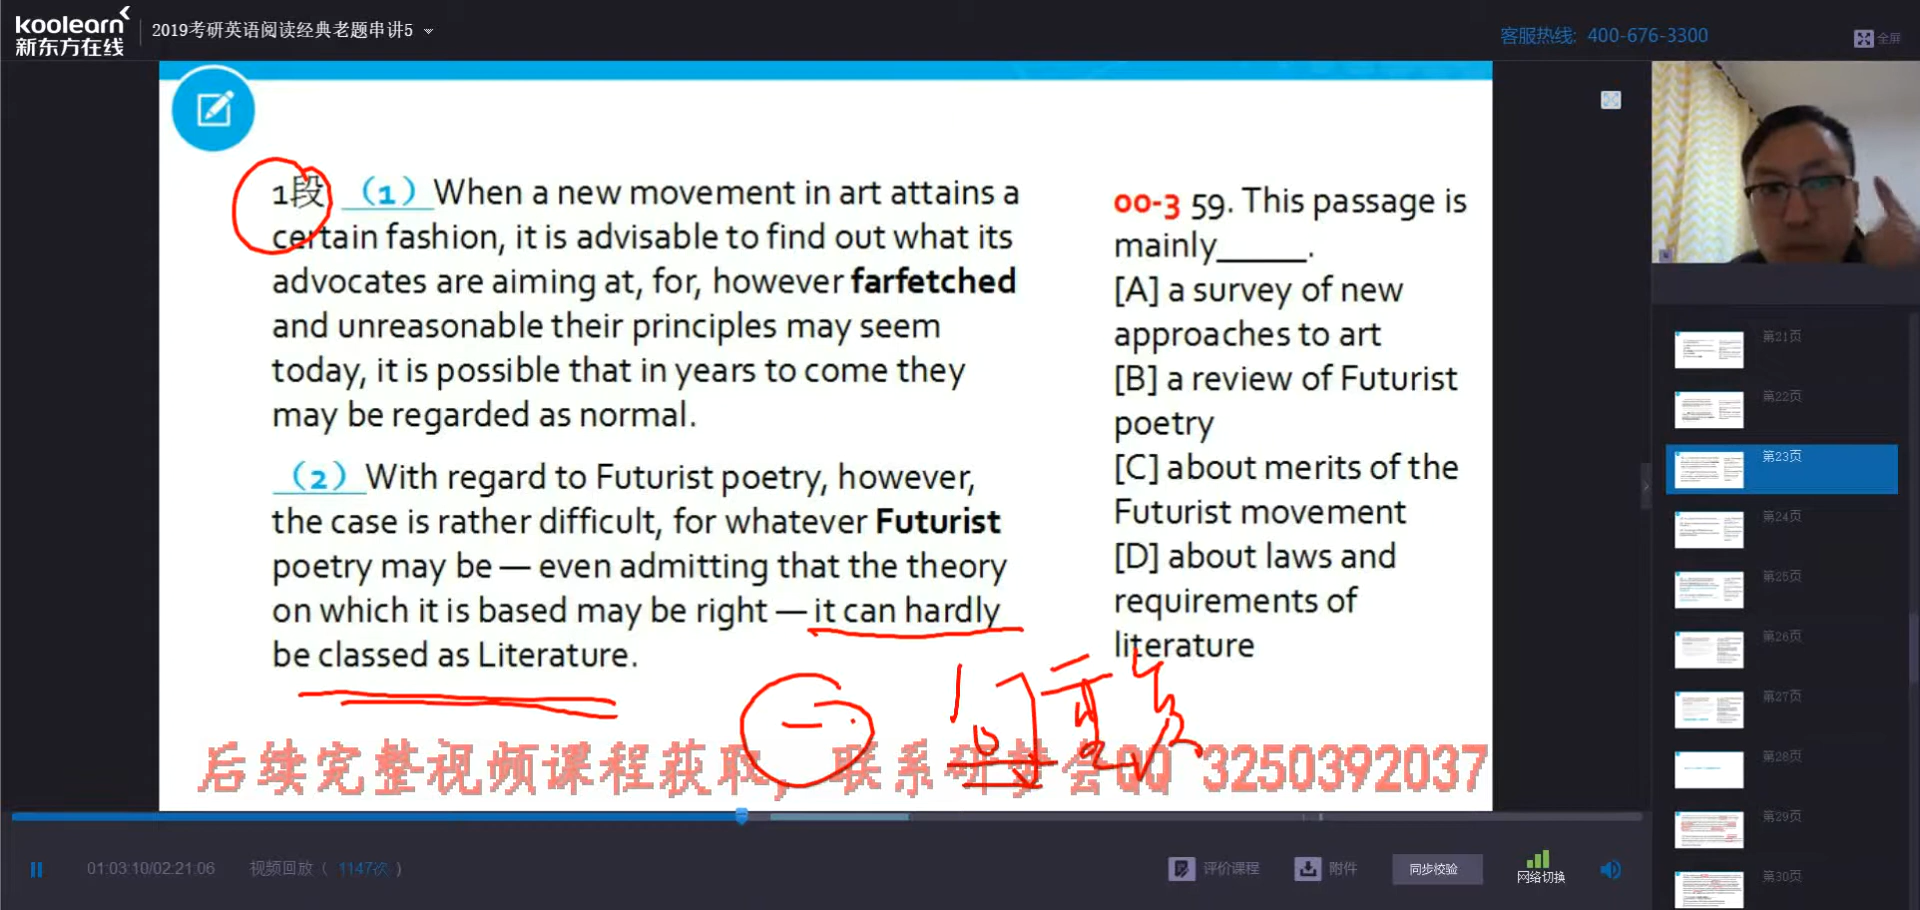 koolearn
新东方在线
2019考研英语阅读经典老题串讲5
客服热线: 400-676-3300
全屏
1段 (1) When a new movement in art attains a
certain fashion, it is advisable to find out what its
advocates are aiming at, for, however farfetched
and unreasonable their principles may seem
today, it is possible that in years to come they
may be regarded as normal.
(2) With regard to Futurist poetry, however,
the case is rather difficult, for whatever Futurist
poetry may be — even admitting that the theory
on which it is based may be right — it can hardly
be classed as Literature.
00-3 59. This passage is
mainly_____.
[A] a survey of new
approaches to art
[B] a review of Futurist
poetry
[C] about merits of the
Futurist movement
[D] about laws and
requirements of
literature
后续完整视频课程获取,联系研梦会QQ 3250392037
第21页
第22页
第23页
第24页
第25页
第26页
第27页
第28页
第29页
第30页
01:03:10/02:21:06
视频回放 ( 1147次 )
评价课程
附件
同步校验
网络切换